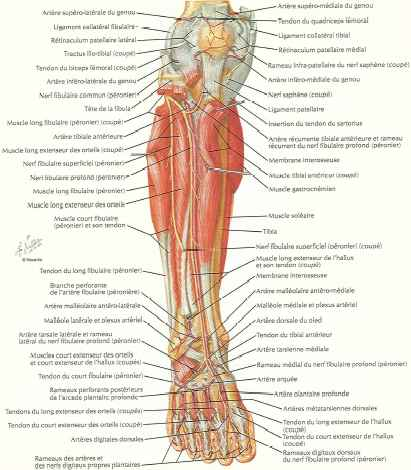 Artère supéro-latérale du genou
Ligament collatéral fibulaire
Rétinaculum patellaire latéral
Tractus ilio-tibial (coupé)
Tendon du biceps fémoral (coupé)
Artère inféro-latérale du genou
Nerf fibulaire commun (péronier)
Tête de la fibula
Muscle long fibulaire (péronier) (coupé)
Artère tibiale antérieure
Muscle long extenseur des orteils (coupé)
Nerf fibulaire superficiel (péronier)
Nerf fibulaire profond (péronier)
Muscle long fibulaire (péronier)
Muscle long extenseur des orteils
Muscle court fibulaire
(péronier) et son tendon
Tendon du long fibulaire (péronier)
Branche perforante
de l'artère fibulaire (péronière)
Artère malléolaire antéro-latérale
Malléole latérale et plexus artériel
Artère tarsale latérale et rameau
latéral du nerf fibulaire profond (péronier)
Muscles court extenseur des orteils
et court extenseur de l'hallux (coupés)
Tendon du court fibulaire (péronier)
Rameaux perforants postérieurs
de l'arcade plantaire profonde
Tendons du long extenseur des orteils (coupés)
Tendon du court extenseur des orteils (coupés)
Artères digitales dorsales
Rameaux des artères et
des nerfs digitaux propres plantaires
Artère supéro-médiale du genou
Tendon du quadriceps fémoral
Ligament collatéral tibial
Rétinaculum patellaire médial
Rameau infra-patellaire du nerf saphène (coupé)
Artère inféro-médiale du genou
Nerf saphène (coupé)
Ligament patellaire
Insertion du tendon du sartorius
Artère récurrente tibiale antérieure et rameau
récurrent du nerf fibulaire profond (péronier)
Membrane interosseuse
Muscle tibial antérieur (coupé)
Muscle gastrocnémien
Muscle soléaire
Tibia
Nerf fibulaire superficiel (péronier) (coupé)
Muscle long extenseur de l'hallux
et son tendon (coupé)
Membrane interosseuse
Artère malléolaire antéro-médiale
Malléole médiale et plexus artériel
Artère dorsale du pied
Tendon du tibial antérieur
Artère tarsienne médiale
Rameau médial du nerf fibulaire profond (péronier)
Artère arquée
Artère plantaire profonde
Artères métatarsiennes dorsales
Tendon du long extenseur de l'hallux
(coupé)
Tendon du court extenseur de l'hallux
(coupé)
Rameaux digitaux dorsaux
du nerf fibulaire profond (péronier)